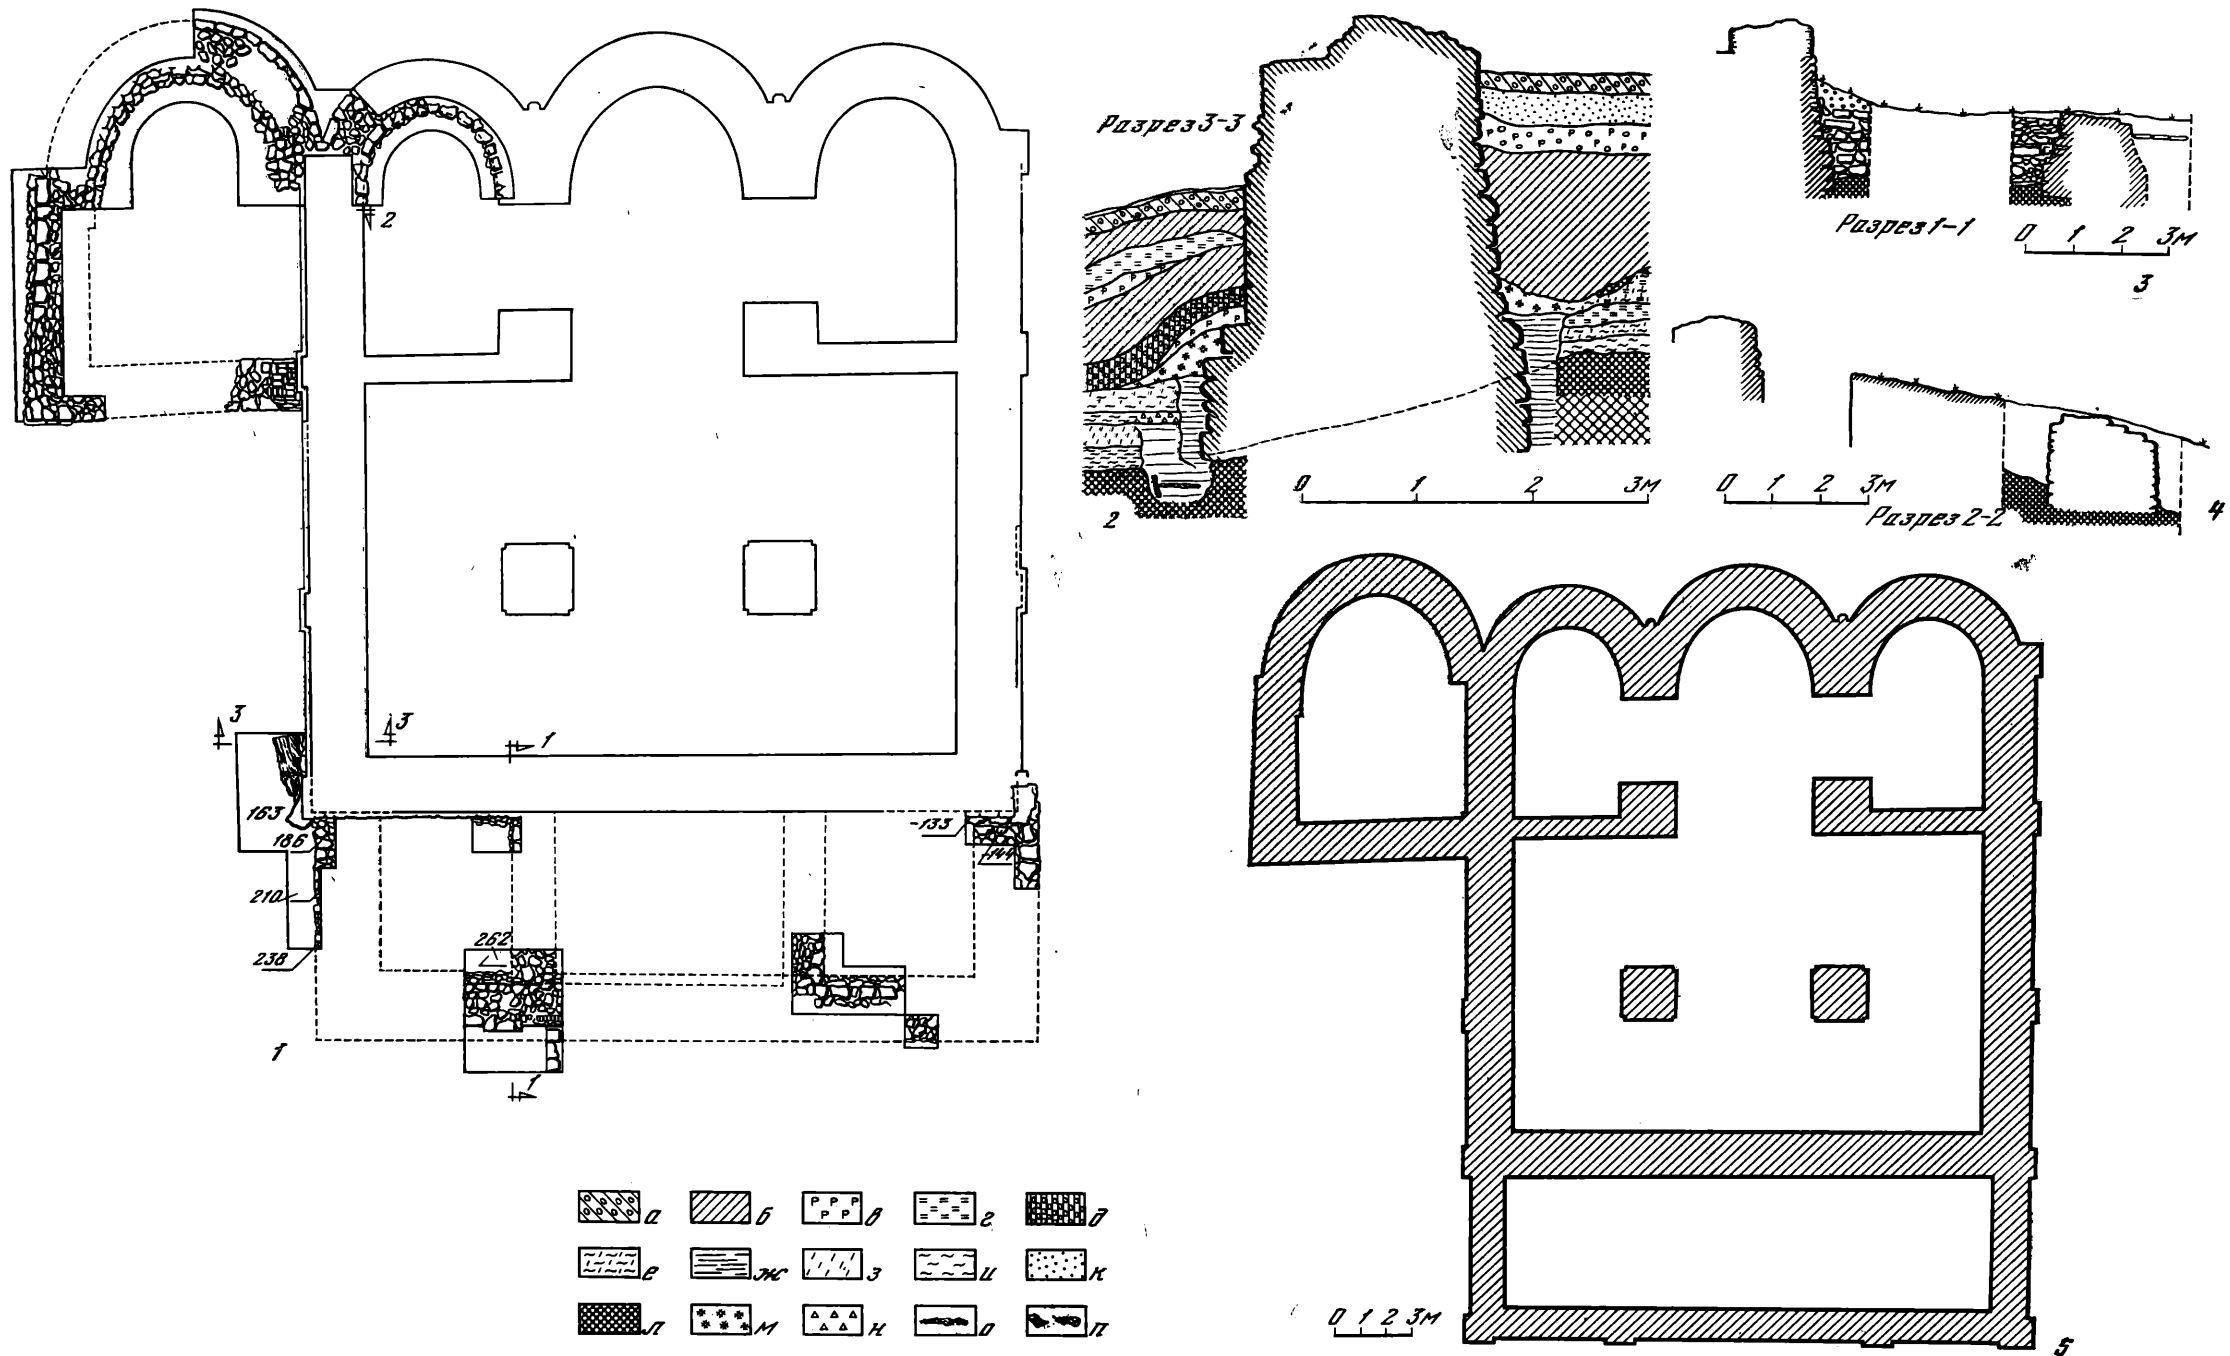 2
3
3
1
163
186
210
238
262
-133
-144
1
1
Разрез 3-3
0 1 2 3м
2
Разрез 1-1
0 1 2 3м
3
0 1 2 3м
Разрез 2-2
4
а б в г д
е ж з и к
л м н о п
0 1 2 3м
5